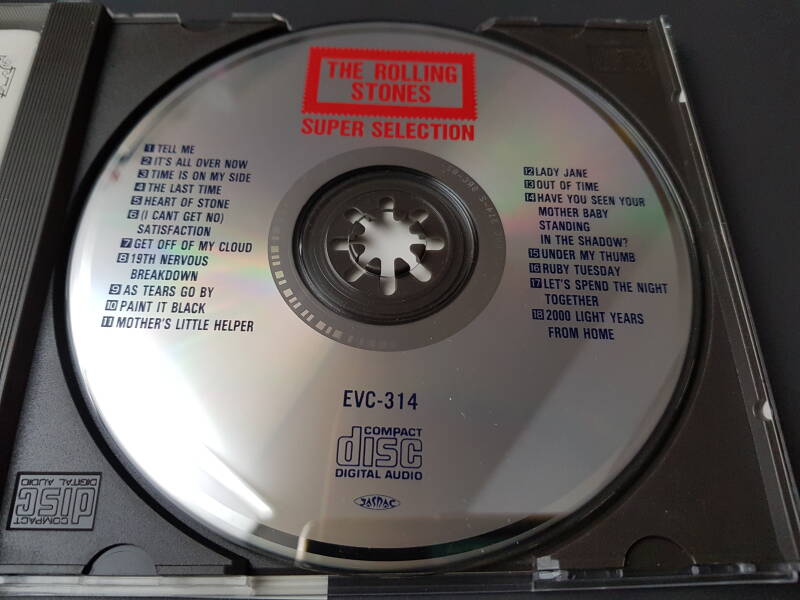 THE ROLLING
STONES
SUPER SELECTION
1 TELL ME
2 IT'S ALL OVER NOW
3 TIME IS ON MY SIDE
4 THE LAST TIME
5 HEART OF STONE
6 (I CANT GET NO)
SATISFACTION
7 GET OFF OF MY CLOUD
8 19TH NERVOUS
BREAKDOWN
9 AS TEARS GO BY
10 PAINT IT BLACK
11 MOTHER'S LITTLE HELPER
12 LADY JANE
13 OUT OF TIME
14 HAVE YOU SEEN YOUR
MOTHER BABY
STANDING
IN THE SHADOW?
15 UNDER MY THUMB
16 RUBY TUESDAY
17 LET'S SPEND THE NIGHT
TOGETHER
18 2000 LIGHT YEARS
FROM HOME
EVC-314
COMPACT
disc
DIGITAL AUDIO
JASRAC
COMPACT
disc
DIGITAL AUDIO